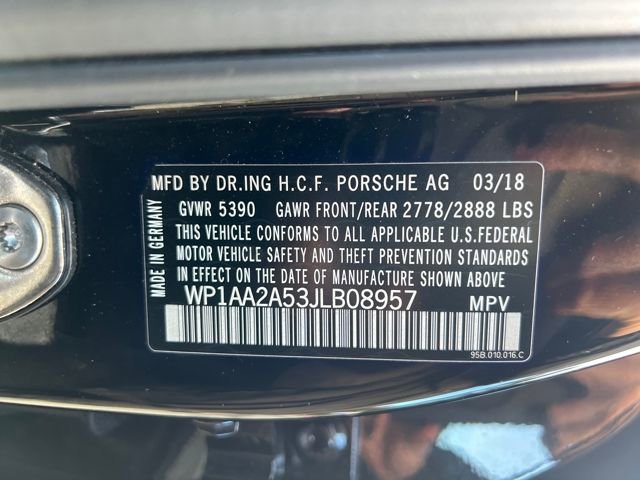 MFD BY DR.ING H.C.F. PORSCHE AG 03/18
GVWR 5390 GAWR FRONT/REAR 2778/2888 LBS
THIS VEHICLE CONFORMS TO ALL APPLICABLE U.S.FEDERAL
MOTOR VEHICLE SAFETY AND THEFT PREVENTION STANDARDS
IN EFFECT ON THE DATE OF MANUFACTURE SHOWN ABOVE
WP1AA2A53JLB08957 MPV
95B.010.016.C
MADE IN GERMANY